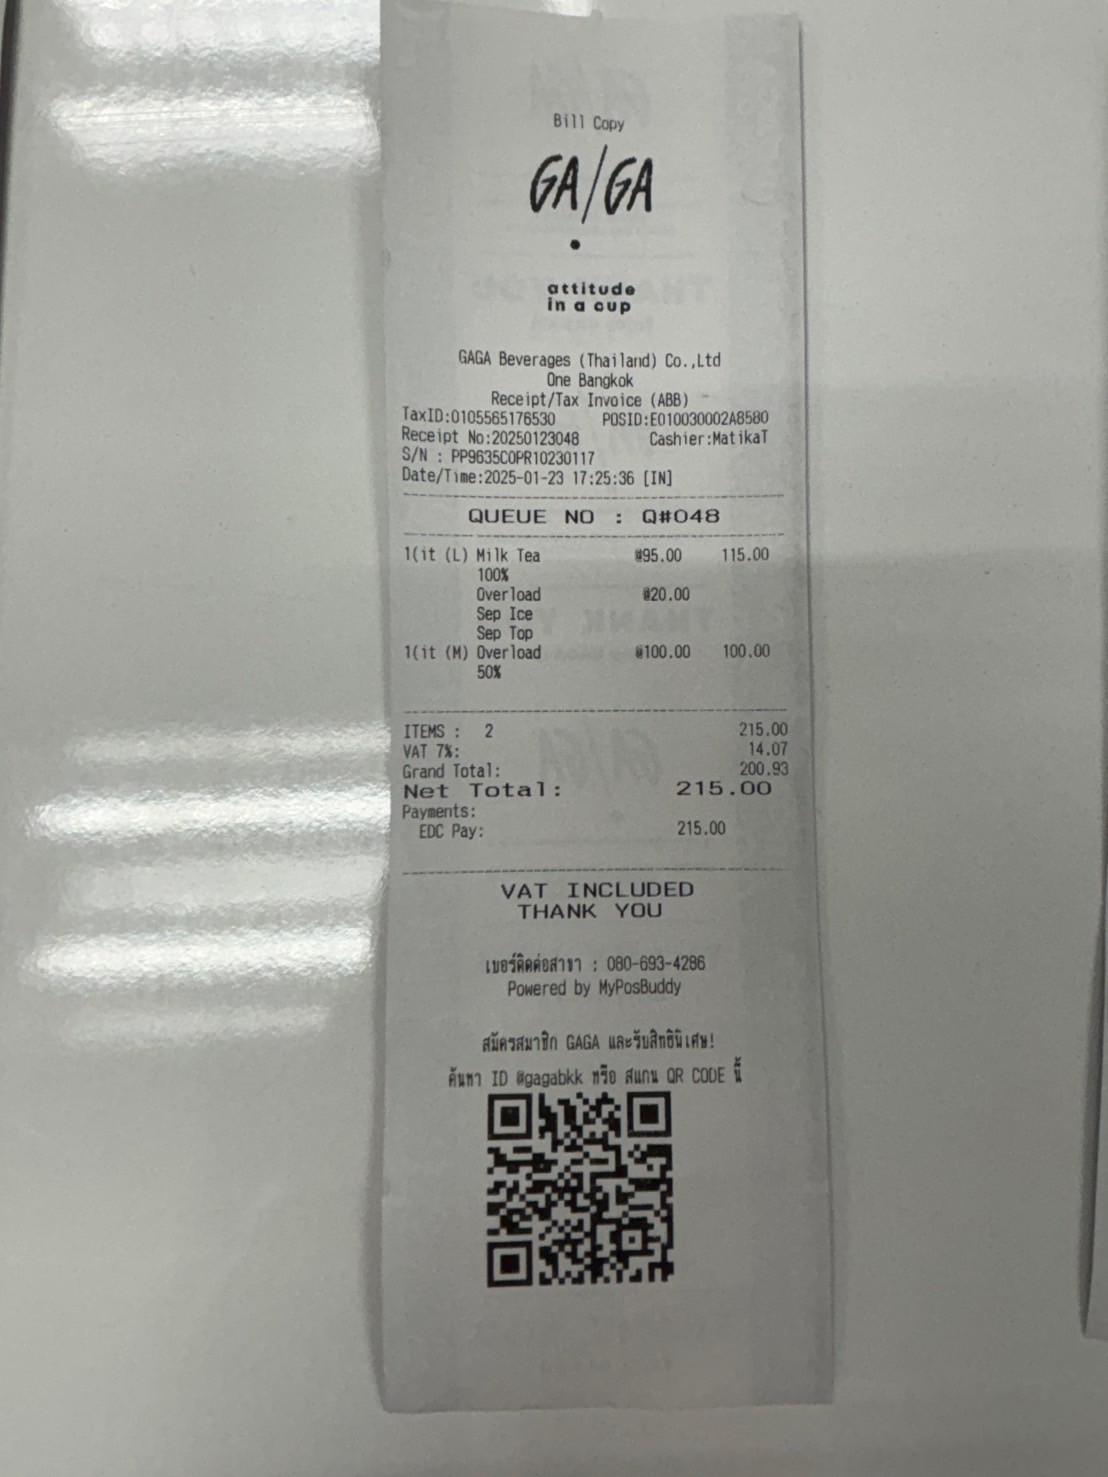 Bill Copy
GA/GA
attitude
in a cup
GAGA Beverages (Thailand) Co.,Ltd
One Bangkok
Receipt/Tax Invoice (ABB)
TaxID:0105565176530 POSID:E010030002A8580
Receipt No:20250123048 Cashier:MatikaT
S/N : PP9635COPR10230117
Date/Time:2025-01-23 17:25:36 [IN]
QUEUE NO : Q#048
1(it (L) Milk Tea @95.00 115.00
100%
Overload @20.00
Sep Ice
Sep Top
1(it (M) Overload @100.00 100.00
50%
ITEMS : 2 215.00
VAT 7%: 14.07
Grand Total: 200.93
Net Total: 215.00
Payments:
EDC Pay: 215.00
VAT INCLUDED
THANK YOU
เบอร์ติดต่อสาขา : 080-693-4286
Powered by MyPosBuddy
สมัครสมาชิก GAGA และรับสิทธิพิเศษ!
ค้นหา ID @gagabkk หรือ สแกน QR CODE นี้